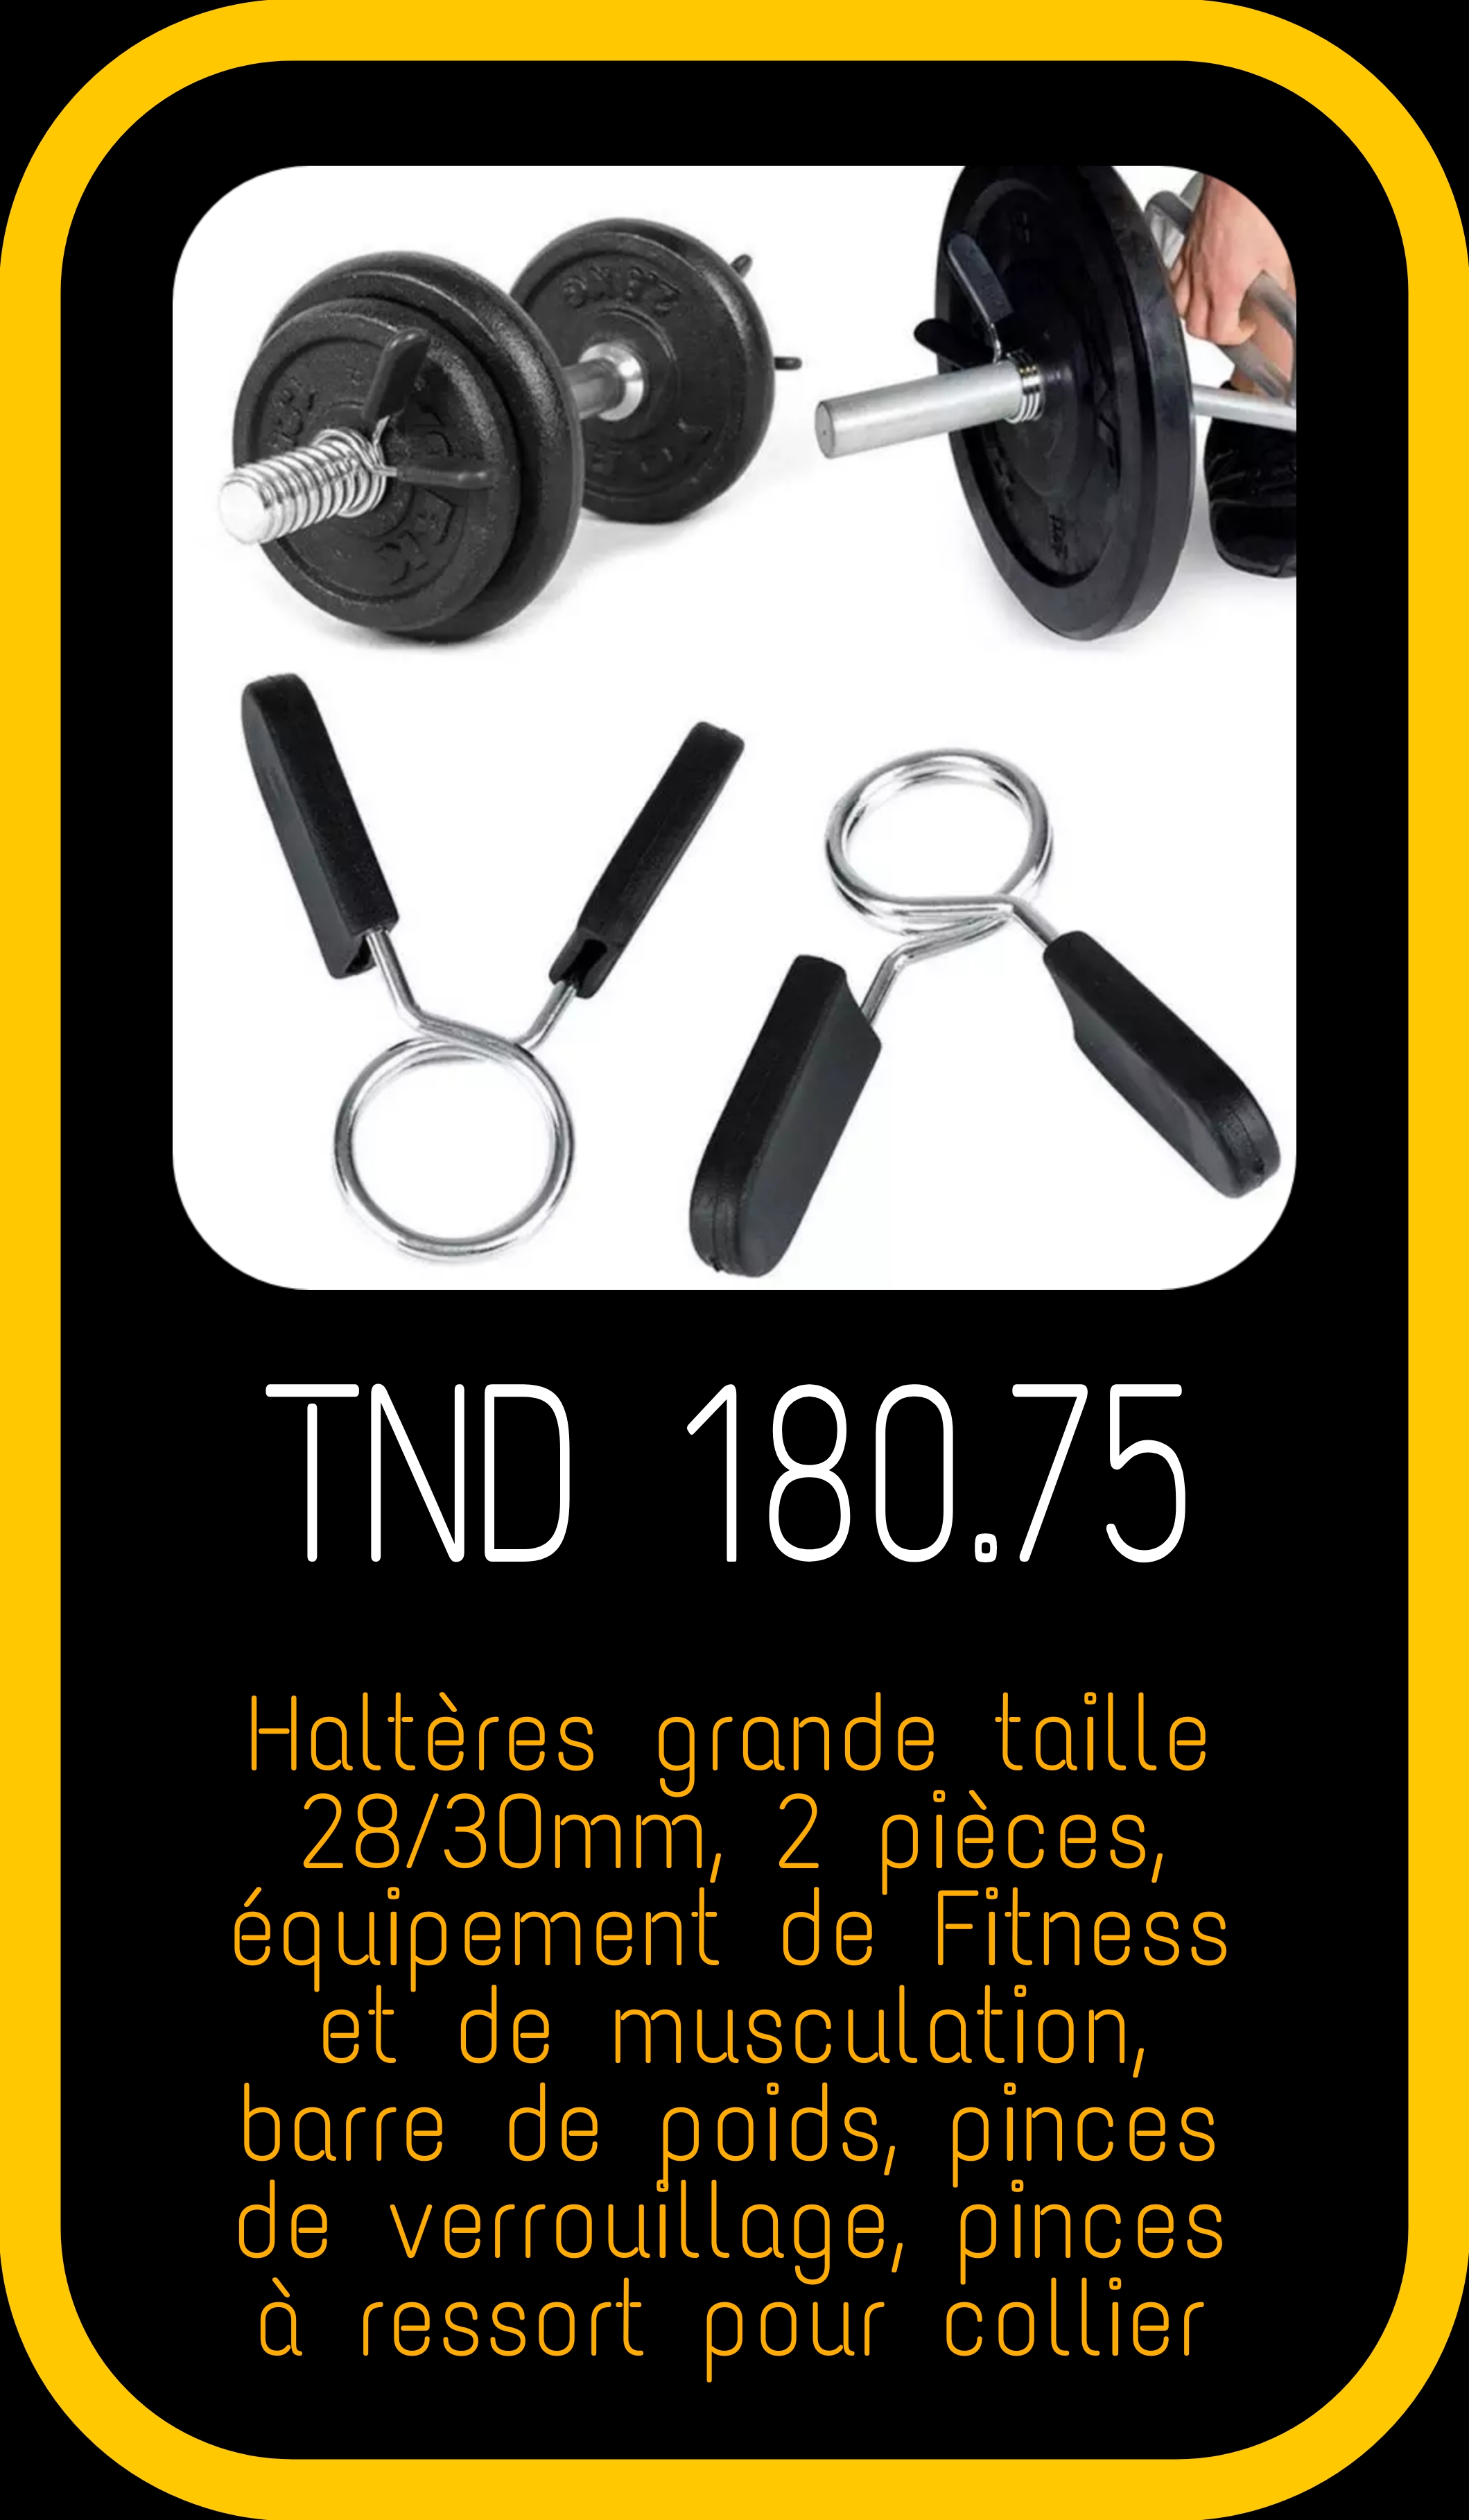 TND 180.75
Haltères grande taille
28/30mm, 2 pièces,
équipement de Fitness
et de musculation,
barre de poids, pinces
de verrouillage, pinces
à ressort pour collier